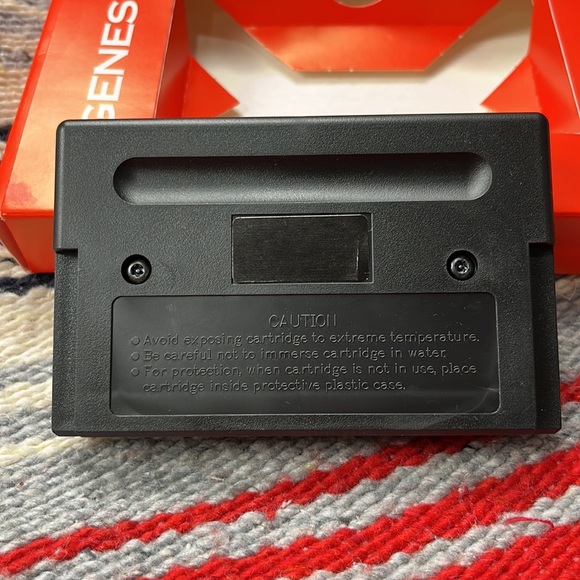 GENES
CAUTION
○ Avoid exposing cartridge to extreme temperature.
○ Be careful not to immerse cartridge in water.
○ For protection, when cartridge is not in use, place
cartridge inside protective plastic case.